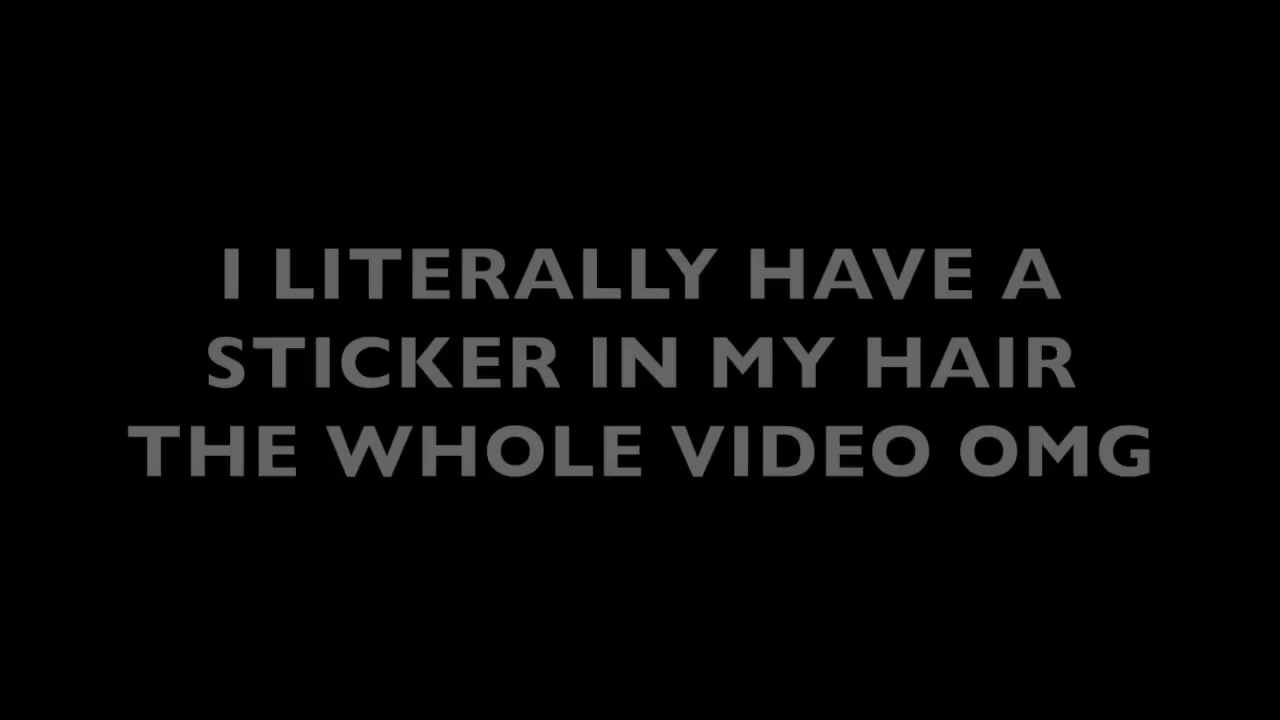 I LITERALLY HAVE A
STICKER IN MY HAIR
THE WHOLE VIDEO OMG